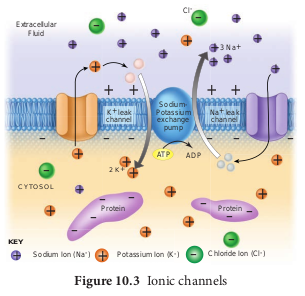 Cl⁻
Extracellular
Fluid
3 Na⁺
K⁺ leak
channel
Sodium-
Potassium
exchange
pump
Na⁺ leak
channel
ATP
ADP
2 K⁺
CYTOSOL
Protein
Protein
KEY
Sodium Ion (Na⁺) Potassium Ion (K⁺) Chloride Ion (Cl⁻)
Figure 10.3 Ionic channels